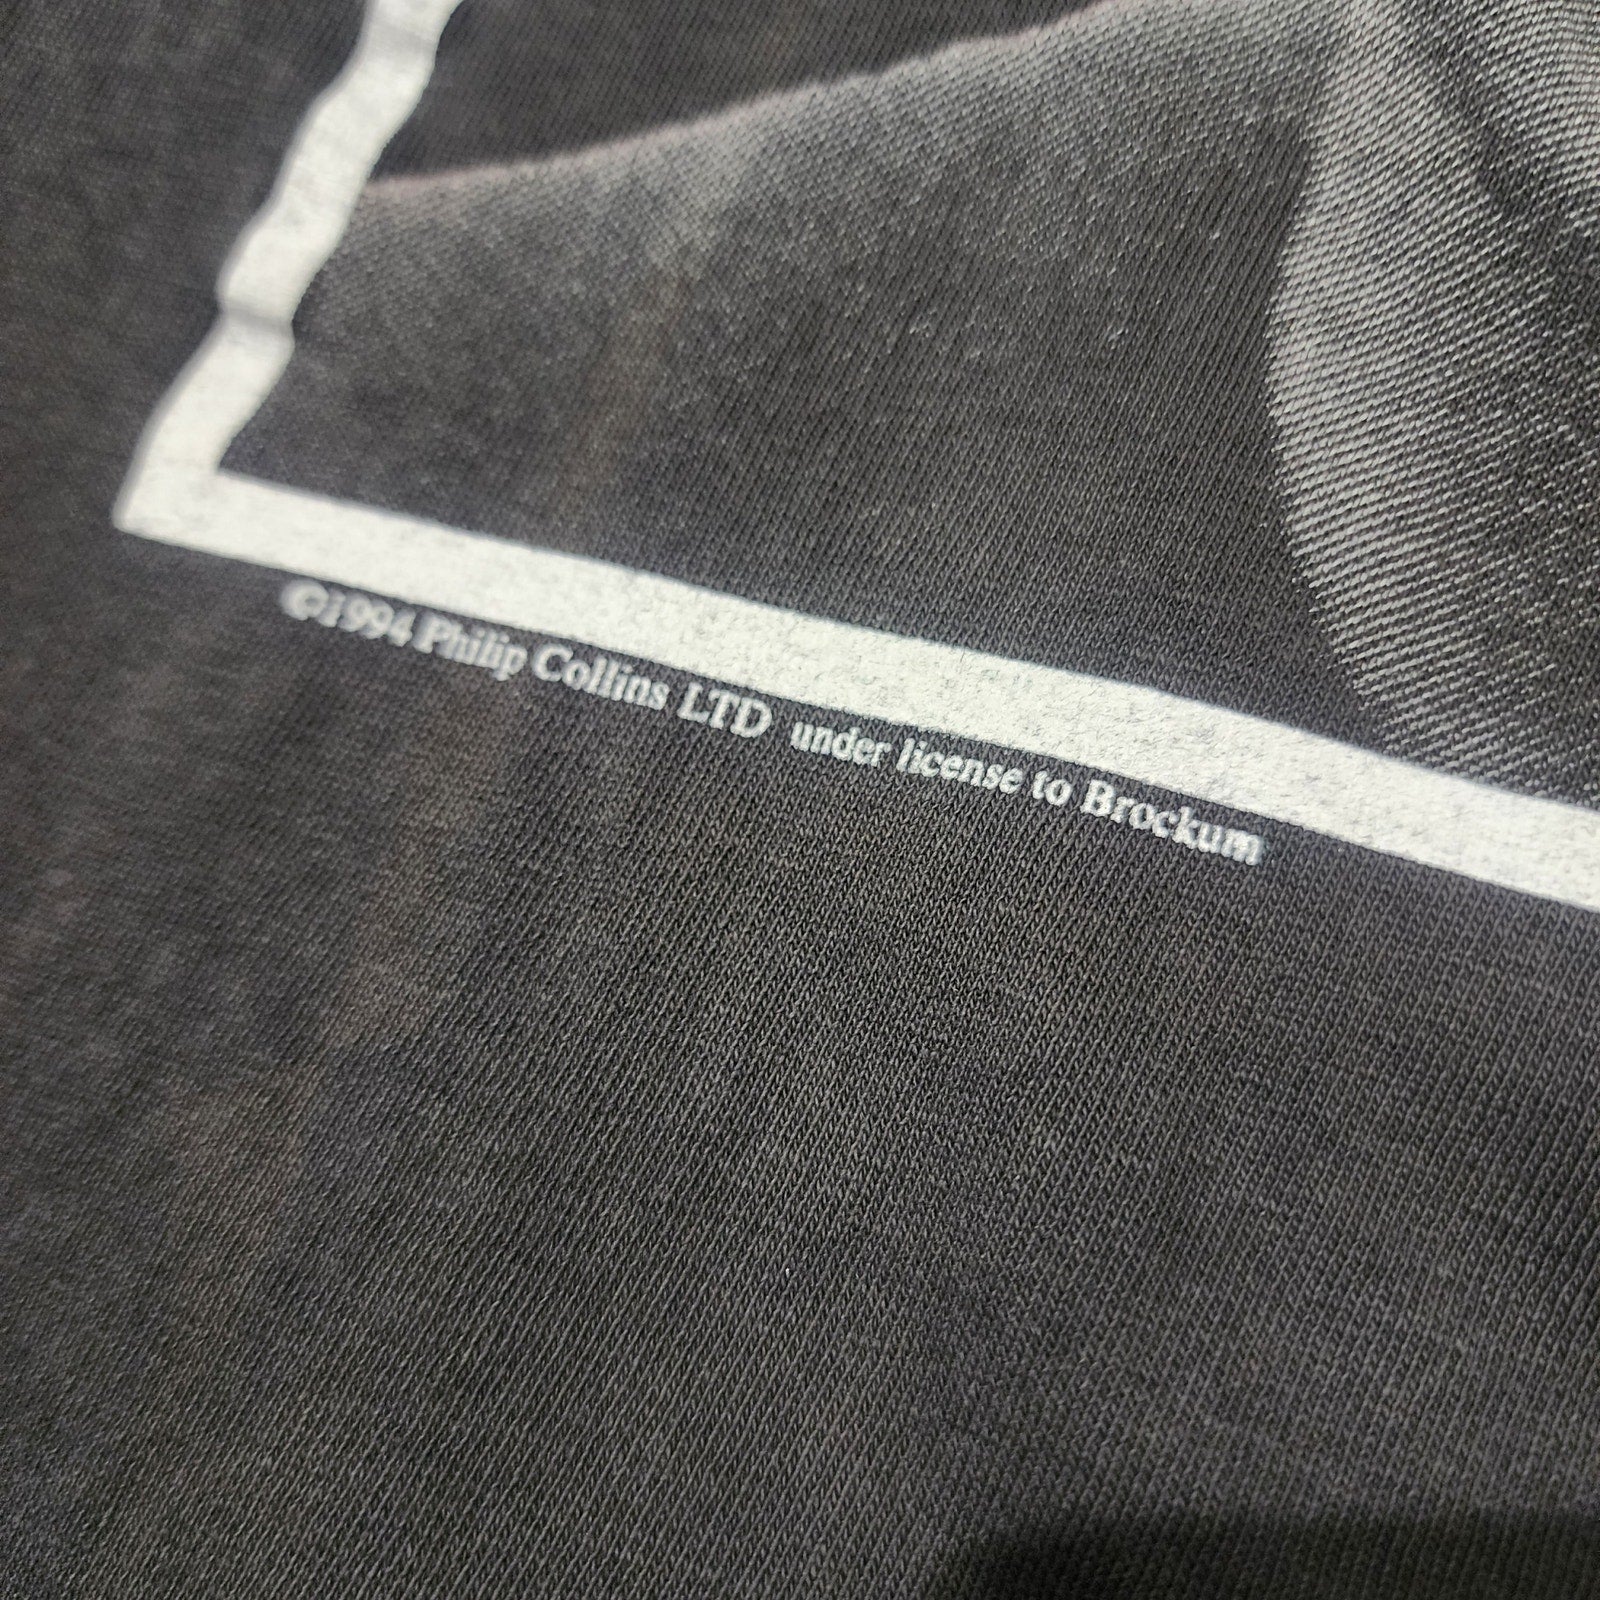 ©1994 Philip Collins LTD under license to Brockum